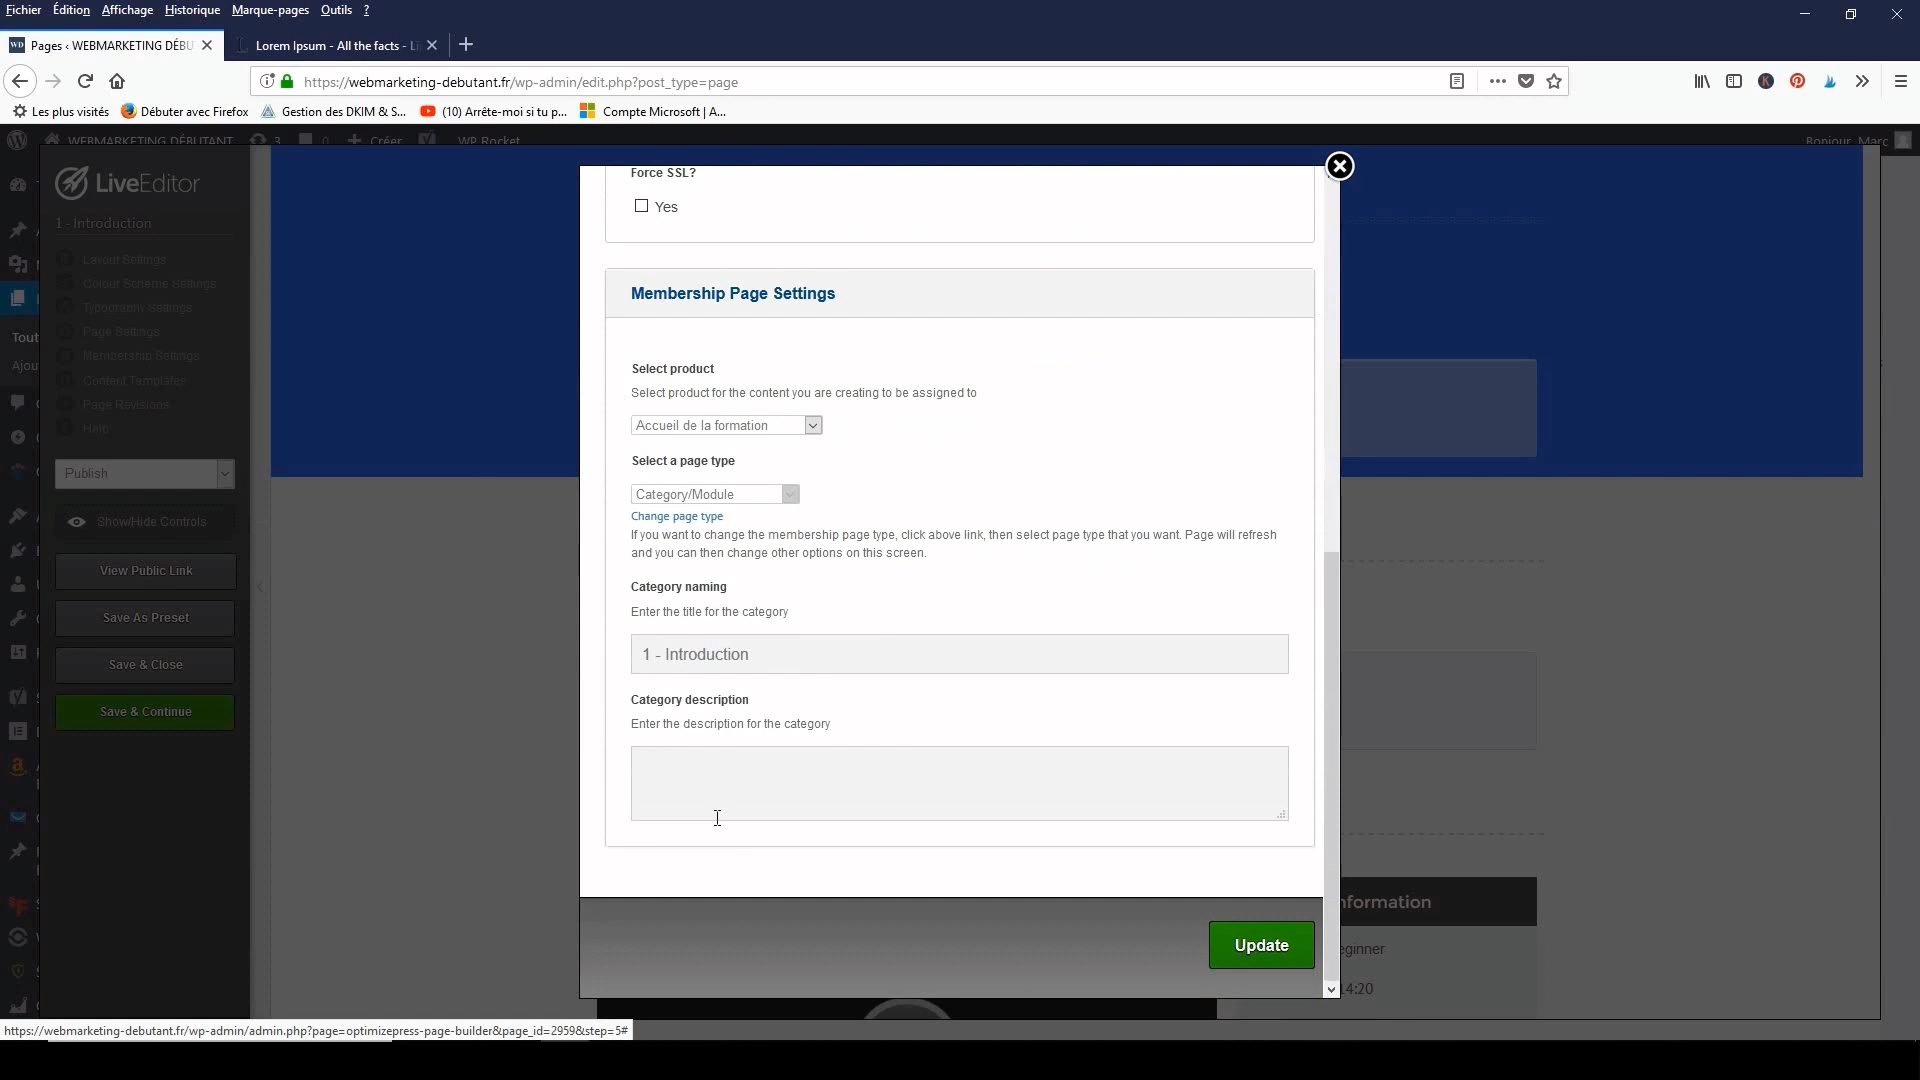 Fichier Édition Affichage Historique Marque-pages Outils ?
Pages ‹ WEBMARKETING DÉBU
Lorem Ipsum - All the facts - Li
https://webmarketing-debutant.fr/wp-admin/edit.php?post_type=page
Les plus visités Débuter avec Firefox Gestion des DKIM & S... (10) Arrête-moi si tu p... Compte Microsoft | A...
WEBMARKETING DÉBUTANT 3 0 Créer WP Rocket Bonjour, Marc
LiveEditor
1 - Introduction
Layout Settings
Colour Scheme Settings
Typography Settings
Page Settings
Membership Settings
Content Templates
Page Revisions
Help
Tout
Ajou
Publish
Show/Hide Controls
View Public Link
Save As Preset
Save & Close
Save & Continue
Force SSL?
Yes
Membership Page Settings
Select product
Select product for the content you are creating to be assigned to
Accueil de la formation
Select a page type
Category/Module
Change page type
If you want to change the membership page type, click above link, then select page type that you want. Page will refresh
and you can then change other options on this screen.
Category naming
Enter the title for the category
1 - Introduction
Category description
Enter the description for the category
Update
nformation
eginner
14:20
https://webmarketing-debutant.fr/wp-admin/admin.php?page=optimizepress-page-builder&page_id=2959&step=5#